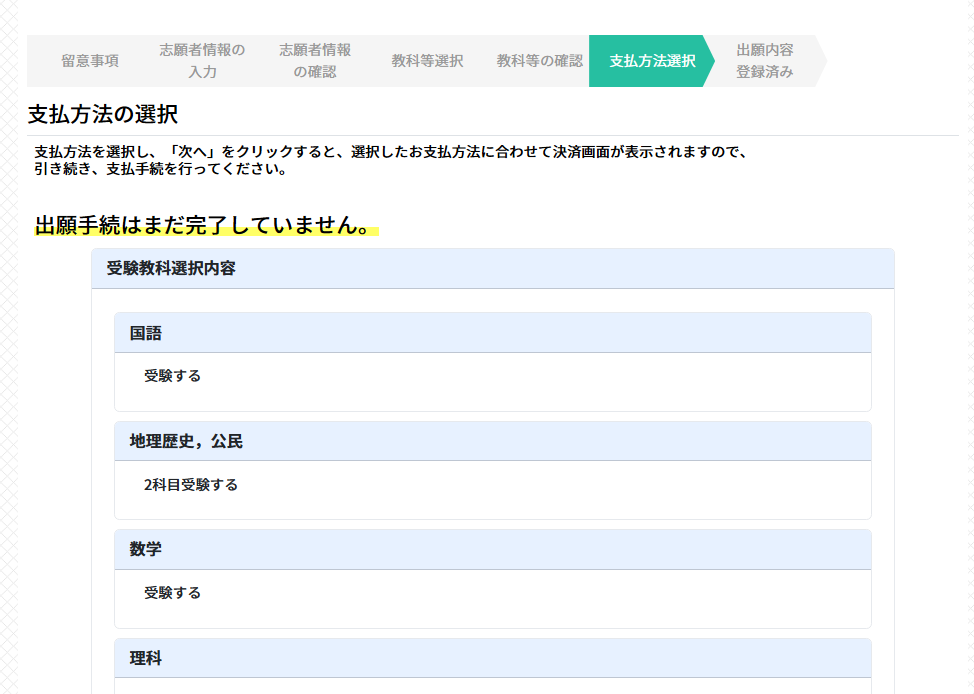 留意事項
志願者情報の
入力
志願者情報
の確認
教科等選択
教科等の確認
支払方法選択
出願内容
登録済み
支払方法の選択
支払方法を選択し、「次へ」をクリックすると、選択したお支払方法に合わせて決済画面が表示されますので、
引き続き、支払手続を行ってください。
出願手続はまだ完了していません。
受験教科選択内容
国語
受験する
地理歴史，公民
2科目受験する
数学
受験する
理科